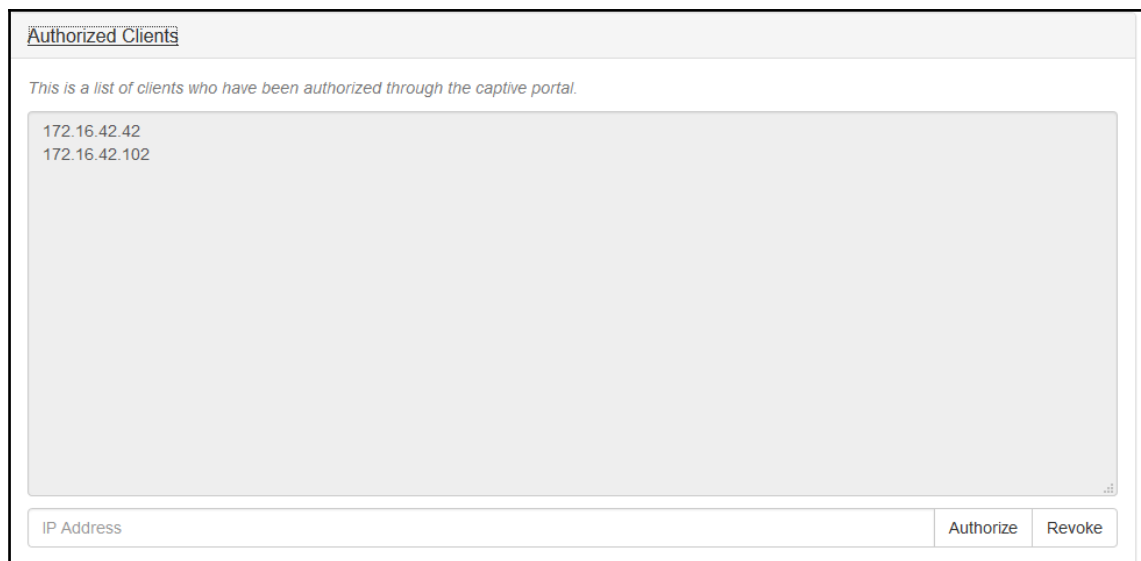 Authorized Clients
This is a list of clients who have been authorized through the captive portal.
172.16.42.42
172.16.42.102
IP Address Authorize Revoke